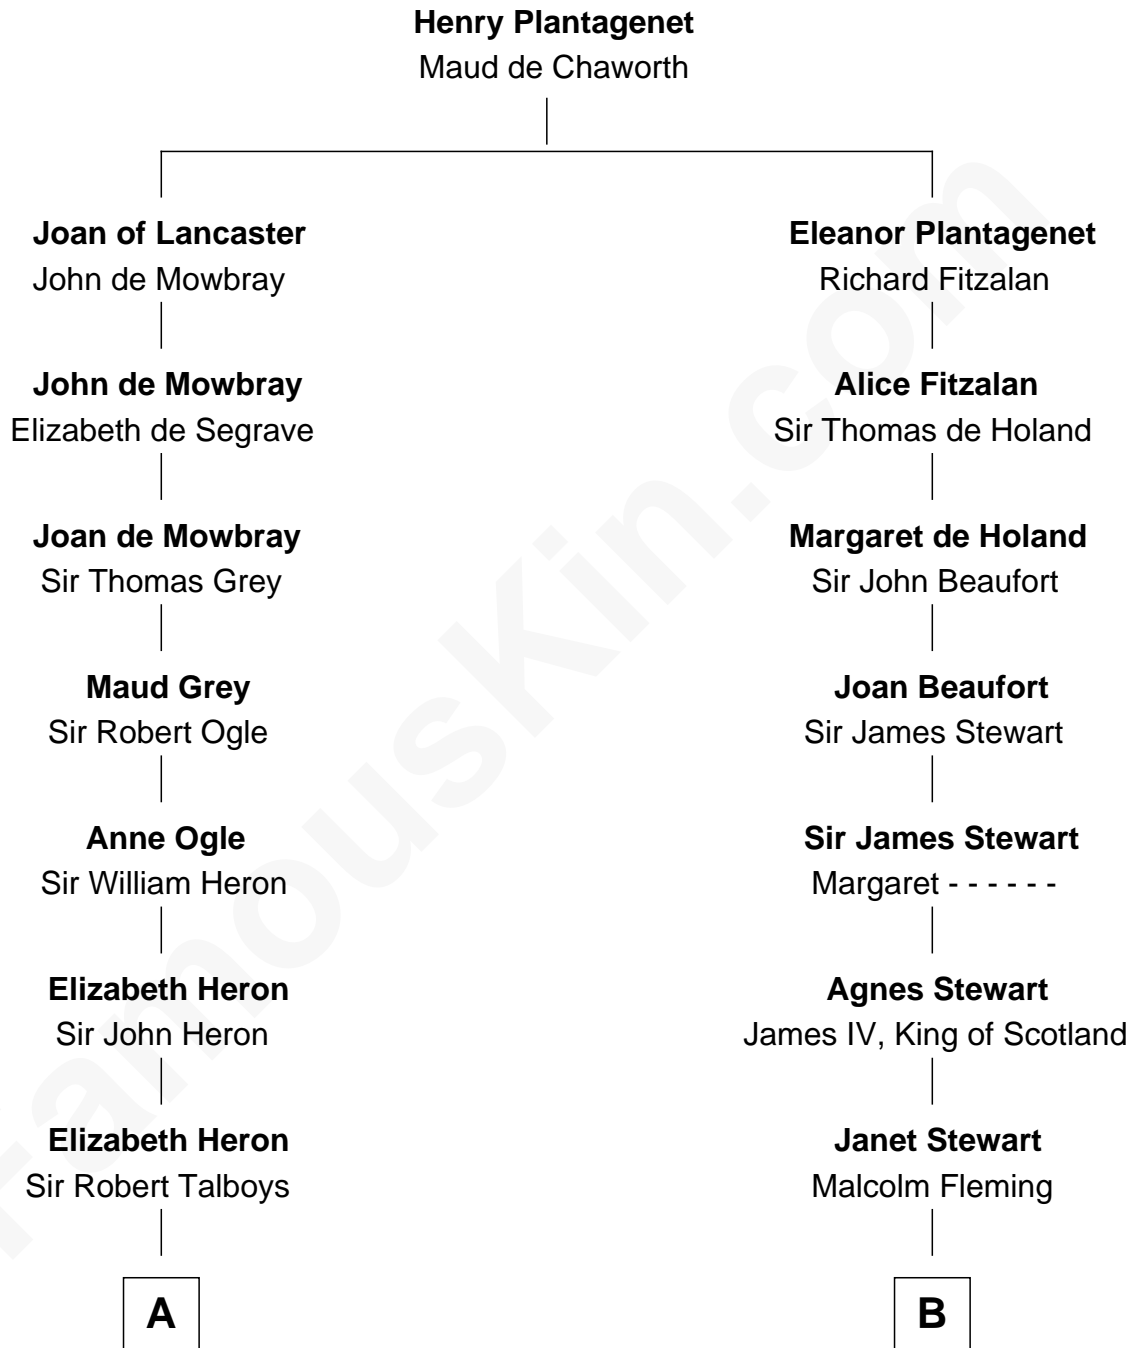 Henry Plantagenet
Maud de Chaworth
Joan of Lancaster
John de Mowbray
Eleanor Plantagenet
Richard Fitzalan
John de Mowbray
Elizabeth de Segrave
Alice Fitzalan
Sir Thomas de Holand
Joan de Mowbray
Sir Thomas Grey
Margaret de Holand
Sir John Beaufort
Maud Grey
Sir Robert Ogle
Joan Beaufort
Sir James Stewart
Anne Ogle
Sir William Heron
Sir James Stewart
Margaret - - - - - -
Elizabeth Heron
Sir John Heron
Agnes Stewart
James IV, King of Scotland
Elizabeth Heron
Sir Robert Talboys
Janet Stewart
Malcolm Fleming
A
B
FamousKin.com